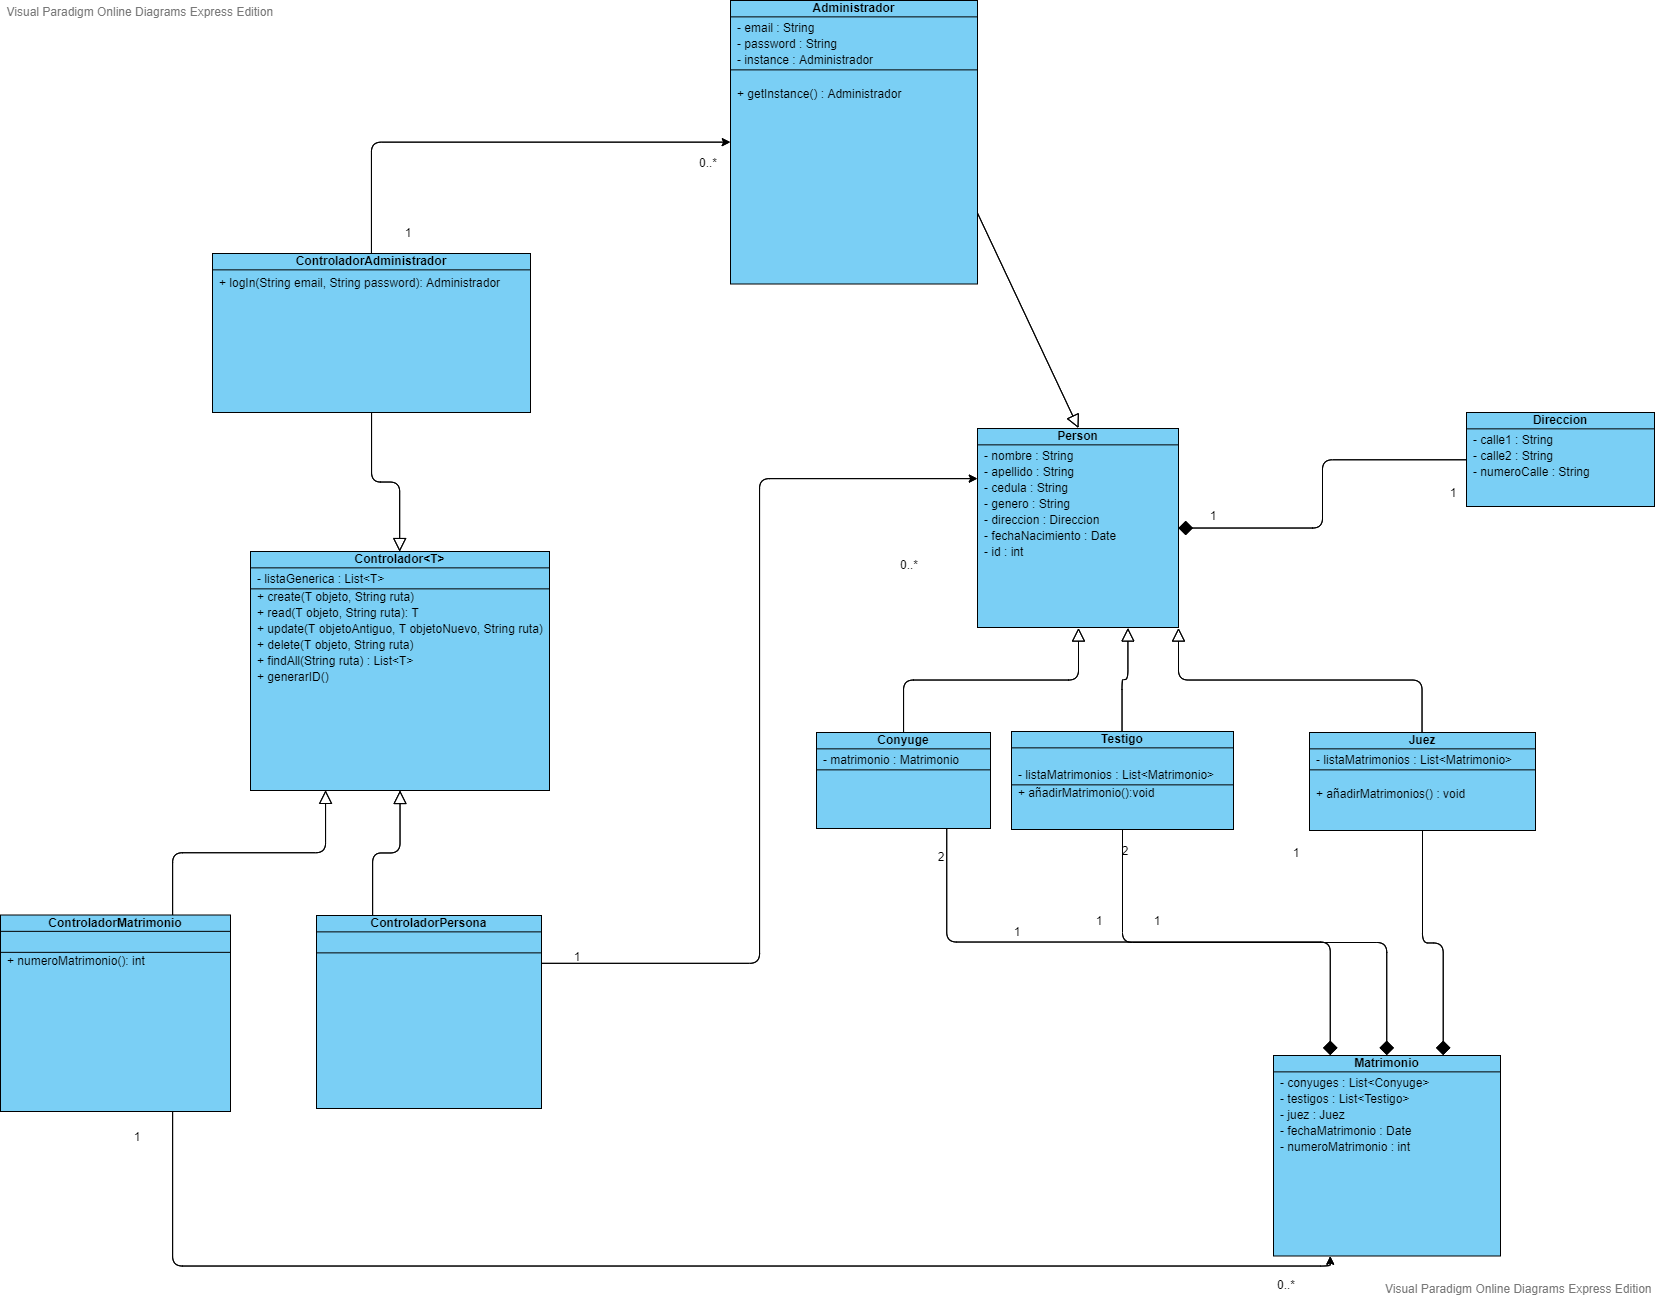 Visual Paradigm Online Diagrams Express Edition
Administrador
- email : String
- password : String
- instance : Administrador
+ getInstance() : Administrador
0..*
1
ControladorAdministrador
+ logIn(String email, String password): Administrador
Person
- nombre : String
- apellido : String
- cedula : String
- genero : String
- direccion : Direccion
- fechaNacimiento : Date
- id : int
Direccion
- calle1 : String
- calle2 : String
- numeroCalle : String
1
1
0..*
Controlador<T>
- listaGenerica : List<T>
+ create(T objeto, String ruta)
+ read(T objeto, String ruta): T
+ update(T objetoAntiguo, T objetoNuevo, String ruta)
+ delete(T objeto, String ruta)
+ findAll(String ruta) : List<T>
+ generarID()
Conyuge
- matrimonio : Matrimonio
Testigo
- listaMatrimonios : List<Matrimonio>
+ añadirMatrimonio():void
Juez
- listaMatrimonios : List<Matrimonio>
+ añadirMatrimonios() : void
2
2
1
1
1
1
ControladorMatrimonio
+ numeroMatrimonio(): int
ControladorPersona
1
1
Matrimonio
- conyuges : List<Conyuge>
- testigos : List<Testigo>
- juez : Juez
- fechaMatrimonio : Date
- numeroMatrimonio : int
0..*
Visual Paradigm Online Diagrams Express Edition